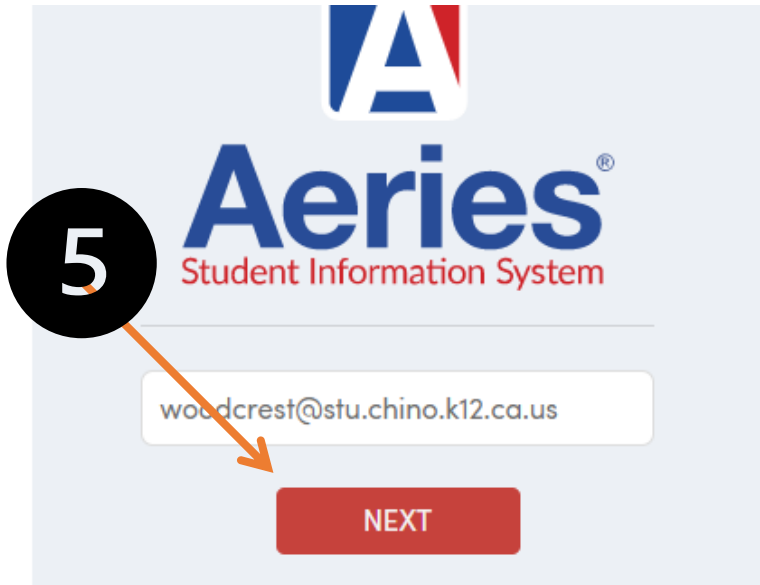 A
Aeries®
Student Information System
5
woodcrest@stu.chino.k12.ca.us
NEXT